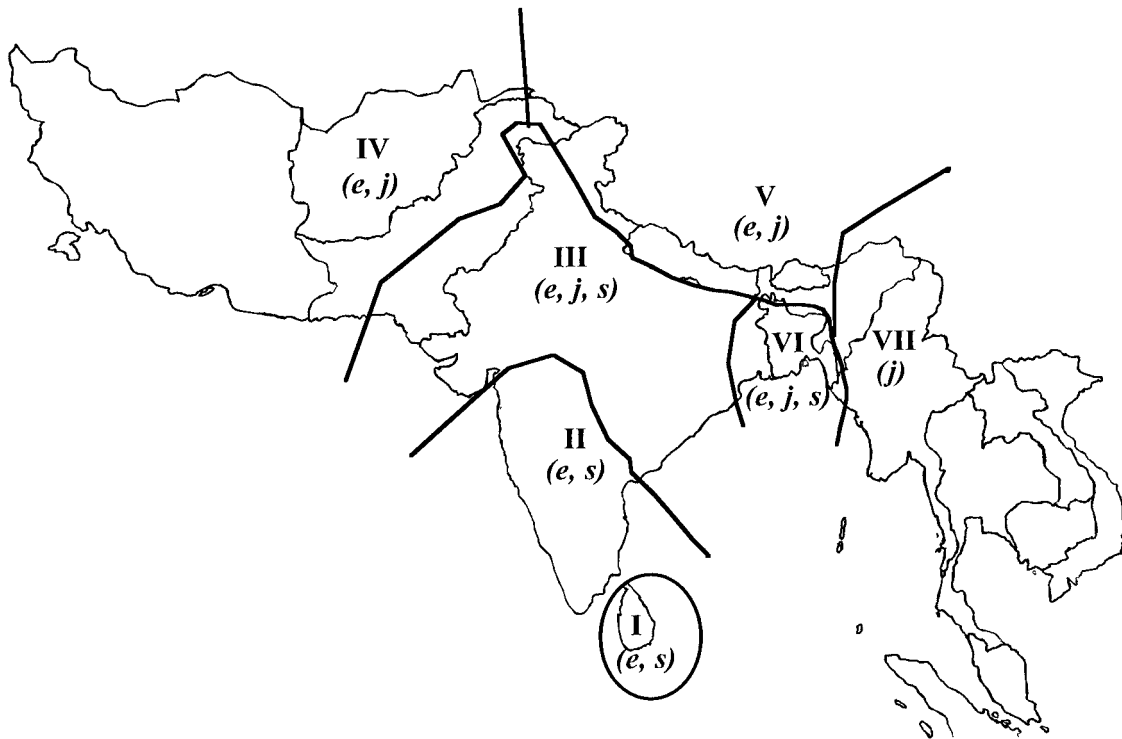 IV
(e, j)
V
(e, j)
III
(e, j, s)
VI
(e, j, s)
VII
(j)
II
(e, s)
I
(e, s)